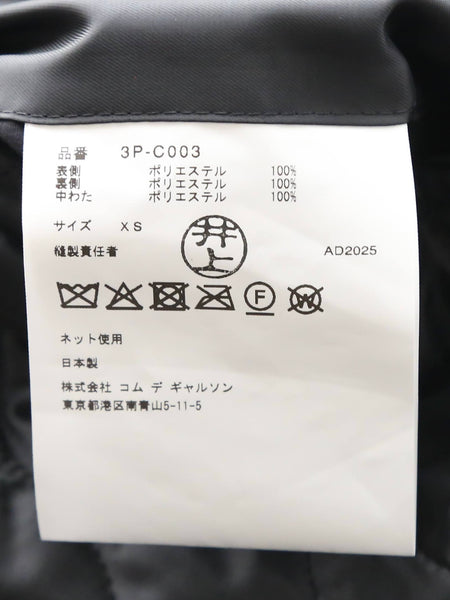 品番 3P-C003
表側 ポリエステル 100%
裏側 ポリエステル 100%
中わた ポリエステル 100%
サイズ XS
井上
縫製責任者 AD2025
F W
ネット使用
日本製
株式会社 コム デ ギャルソン
東京都港区南青山5-11-5